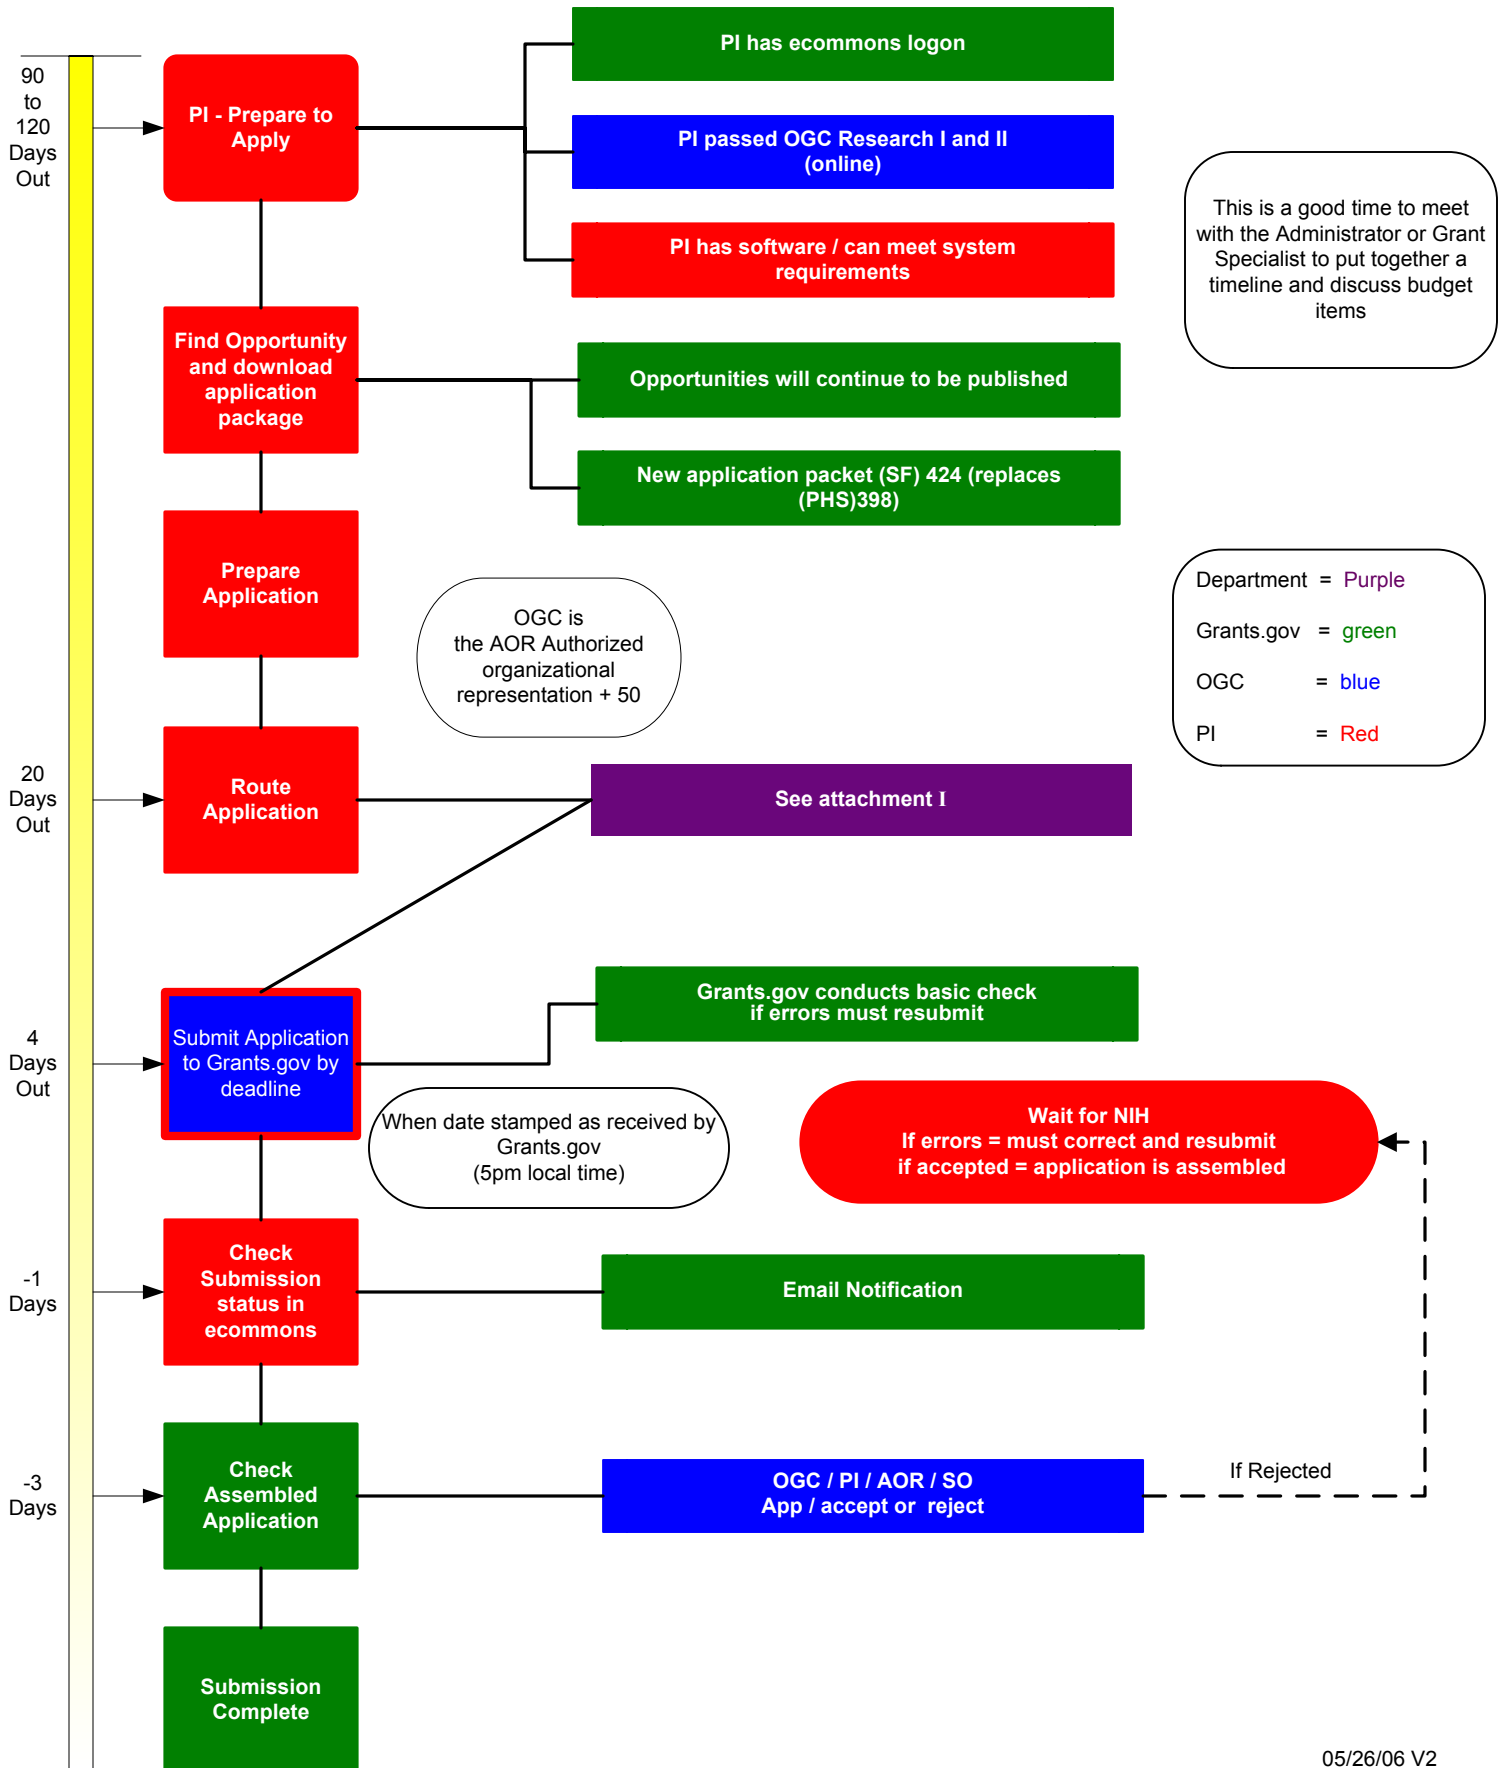 PI has ecommons logon
90
to
120
Days
Out
PI - Prepare to
Apply
PI passed OGC Research I and II
(online)
This is a good time to meet
with the Administrator or Grant
Specialist to put together a
timeline and discuss budget
items
PI has software / can meet system
requirements
Find Opportunity
and download
application
package
Opportunities will continue to be published
New application packet (SF) 424 (replaces
(PHS)398)
Prepare
Application
OGC is
the AOR Authorized
organizational
representation + 50
Department = Purple
Grants.gov = green
OGC = blue
PI = Red
20
Days
Out
Route
Application
See attachment I
Grants.gov conducts basic check
if errors must resubmit
4
Days
Out
Submit Application
to Grants.gov by
deadline
When date stamped as received by
Grants.gov
(5pm local time)
Wait for NIH
If errors = must correct and resubmit
if accepted = application is assembled
-1
Days
Check
Submission
status in
ecommons
Email Notification
-3
Days
Check
Assembled
Application
OGC / PI / AOR / SO
App / accept or reject
If Rejected
Submission
Complete
05/26/06 V2